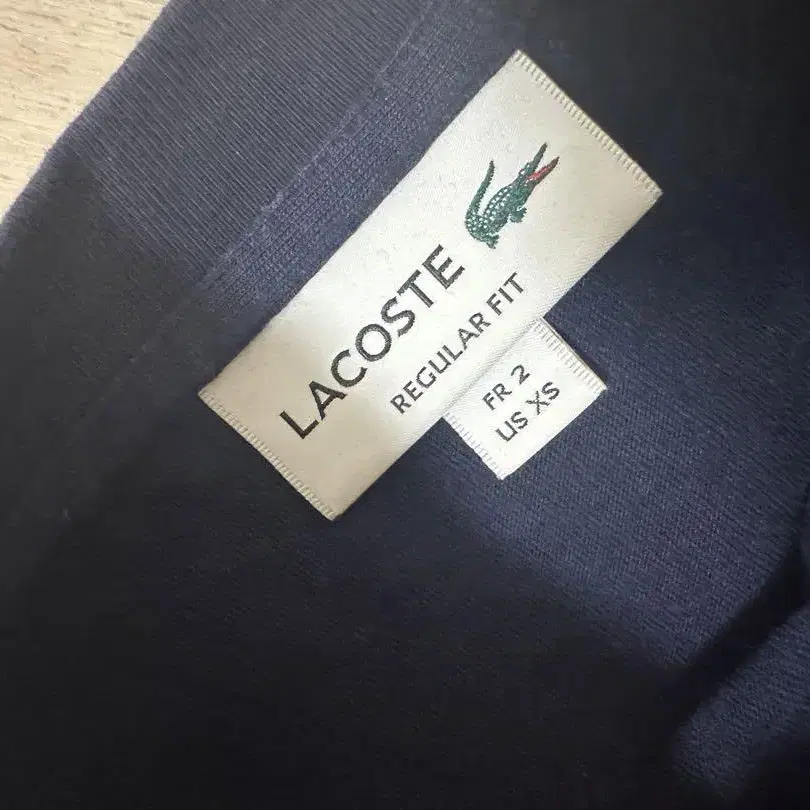 LACOSTE
REGULAR FIT
FR 2
US XS